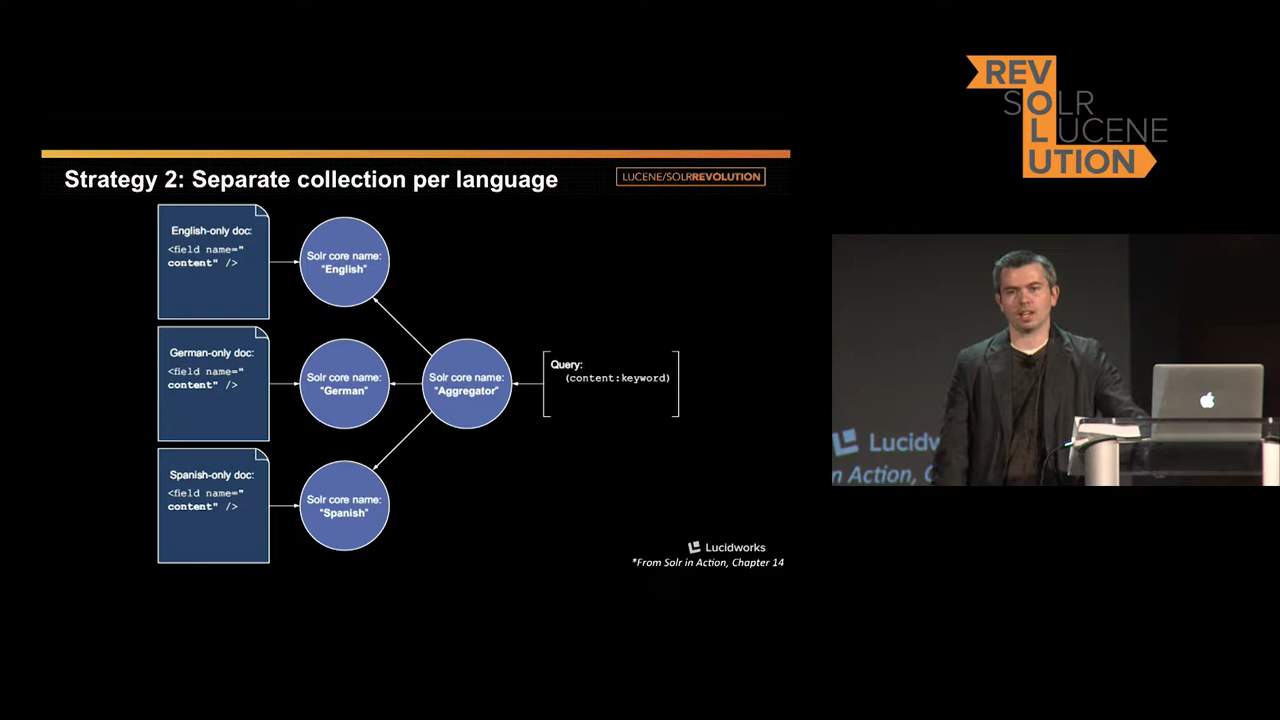 REV
SOLR
LUCENE
UTION
Strategy 2: Separate collection per language
LUCENE/SOLRREVOLUTION
English-only doc:
<field name="
content" />
Solr core name:
"English"
German-only doc:
<field name="
content" />
Solr core name:
"German"
Solr core name:
"Aggregator"
Query:
(content:keyword)
Spanish-only doc:
<field name="
content" />
Solr core name:
"Spanish"
Lucidworks
*From Solr in Action, Chapter 14
Lucidw
n Action, C